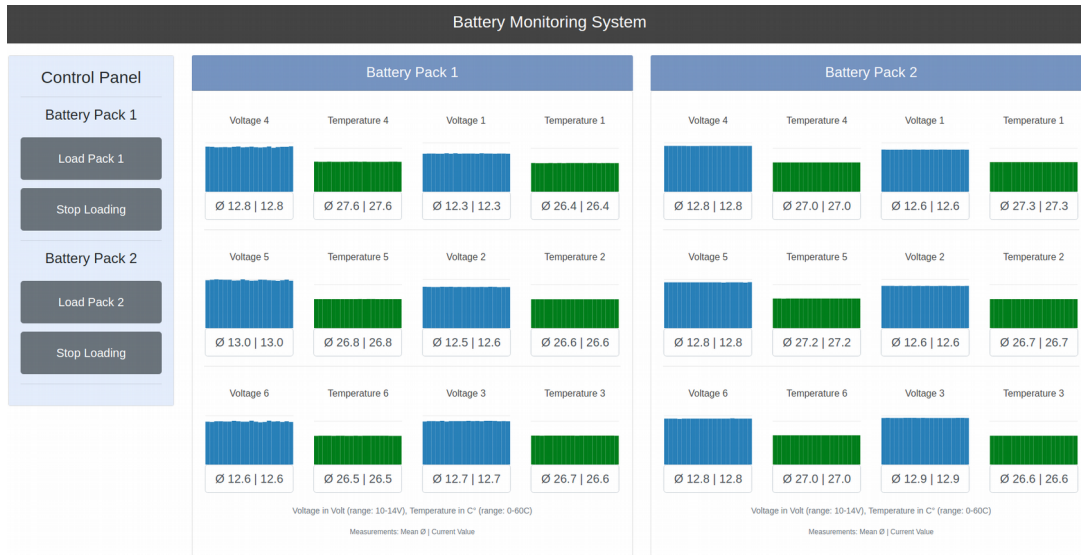 Battery Monitoring System
Control Panel
Battery Pack 1
Load Pack 1
Stop Loading
Battery Pack 2
Load Pack 2
Stop Loading
Battery Pack 1
Voltage 4 Temperature 4 Voltage 1 Temperature 1
Ø 12.8 | 12.8 Ø 27.6 | 27.6 Ø 12.3 | 12.3 Ø 26.4 | 26.4
Voltage 5 Temperature 5 Voltage 2 Temperature 2
Ø 13.0 | 13.0 Ø 26.8 | 26.8 Ø 12.5 | 12.6 Ø 26.6 | 26.6
Voltage 6 Temperature 6 Voltage 3 Temperature 3
Ø 12.6 | 12.6 Ø 26.5 | 26.5 Ø 12.7 | 12.7 Ø 26.7 | 26.6
Voltage in Volt (range: 10-14V), Temperature in C° (range: 0-60C)
Measurements: Mean Ø | Current Value
Battery Pack 2
Voltage 4 Temperature 4 Voltage 1 Temperature 1
Ø 12.8 | 12.8 Ø 27.0 | 27.0 Ø 12.6 | 12.6 Ø 27.3 | 27.3
Voltage 5 Temperature 5 Voltage 2 Temperature 2
Ø 12.8 | 12.8 Ø 27.2 | 27.2 Ø 12.6 | 12.6 Ø 26.7 | 26.7
Voltage 6 Temperature 6 Voltage 3 Temperature 3
Ø 12.8 | 12.8 Ø 27.0 | 27.0 Ø 12.9 | 12.9 Ø 26.6 | 26.6
Voltage in Volt (range: 10-14V), Temperature in C° (range: 0-60C)
Measurements: Mean Ø | Current Value